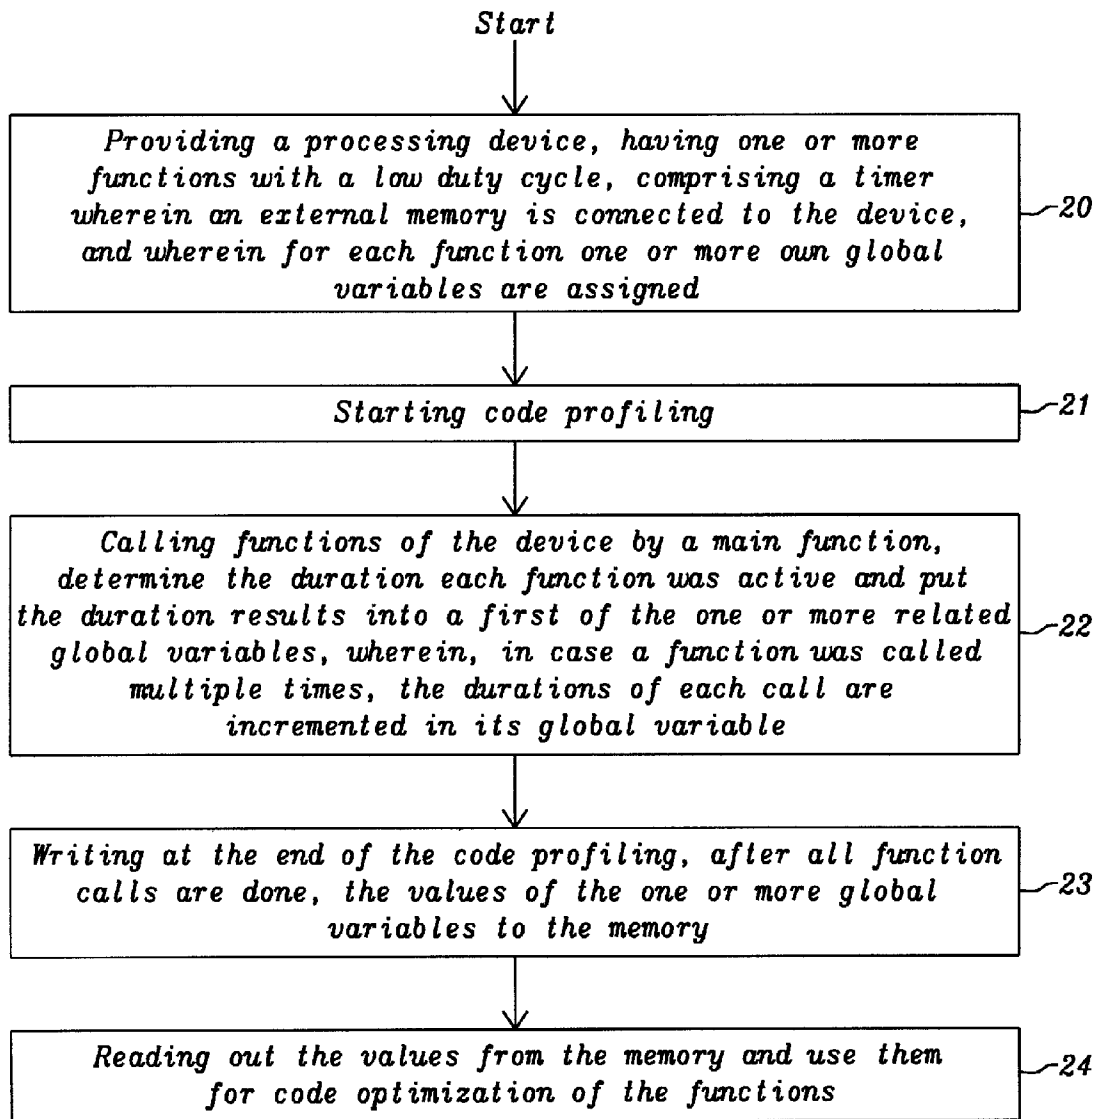 Start
Providing a processing device, having one or more
functions with a low duty cycle, comprising a timer
wherein an external memory is connected to the device,
and wherein for each function one or more own global
variables are assigned
20
Starting code profiling
21
Calling functions of the device by a main function,
determine the duration each function was active and put
the duration results into a first of the one or more related
global variables, wherein, in case a function was called
multiple times, the durations of each call are
incremented in its global variable
22
Writing at the end of the code profiling, after all function
calls are done, the values of the one or more global
variables to the memory
23
Reading out the values from the memory and use them
for code optimization of the functions
24